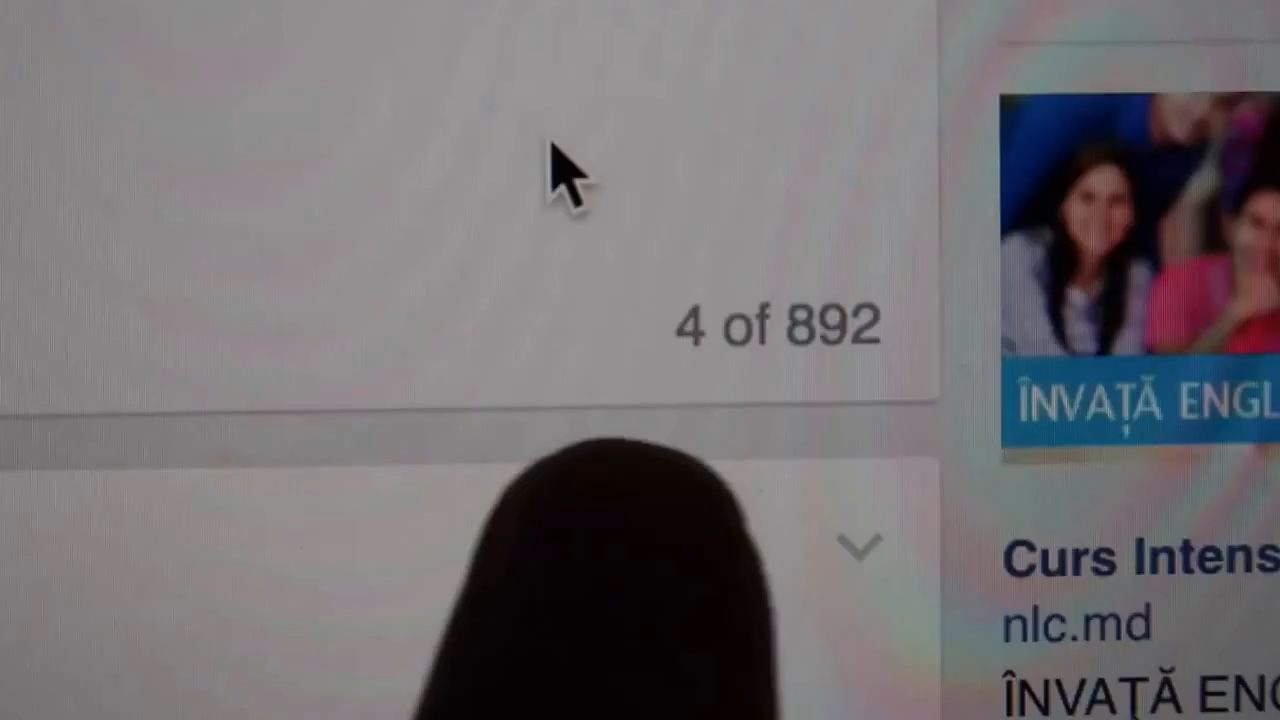 4 of 892
ÎNVAȚĂ ENGL
Curs Intens
nlc.md
ÎNVAȚĂ ENG